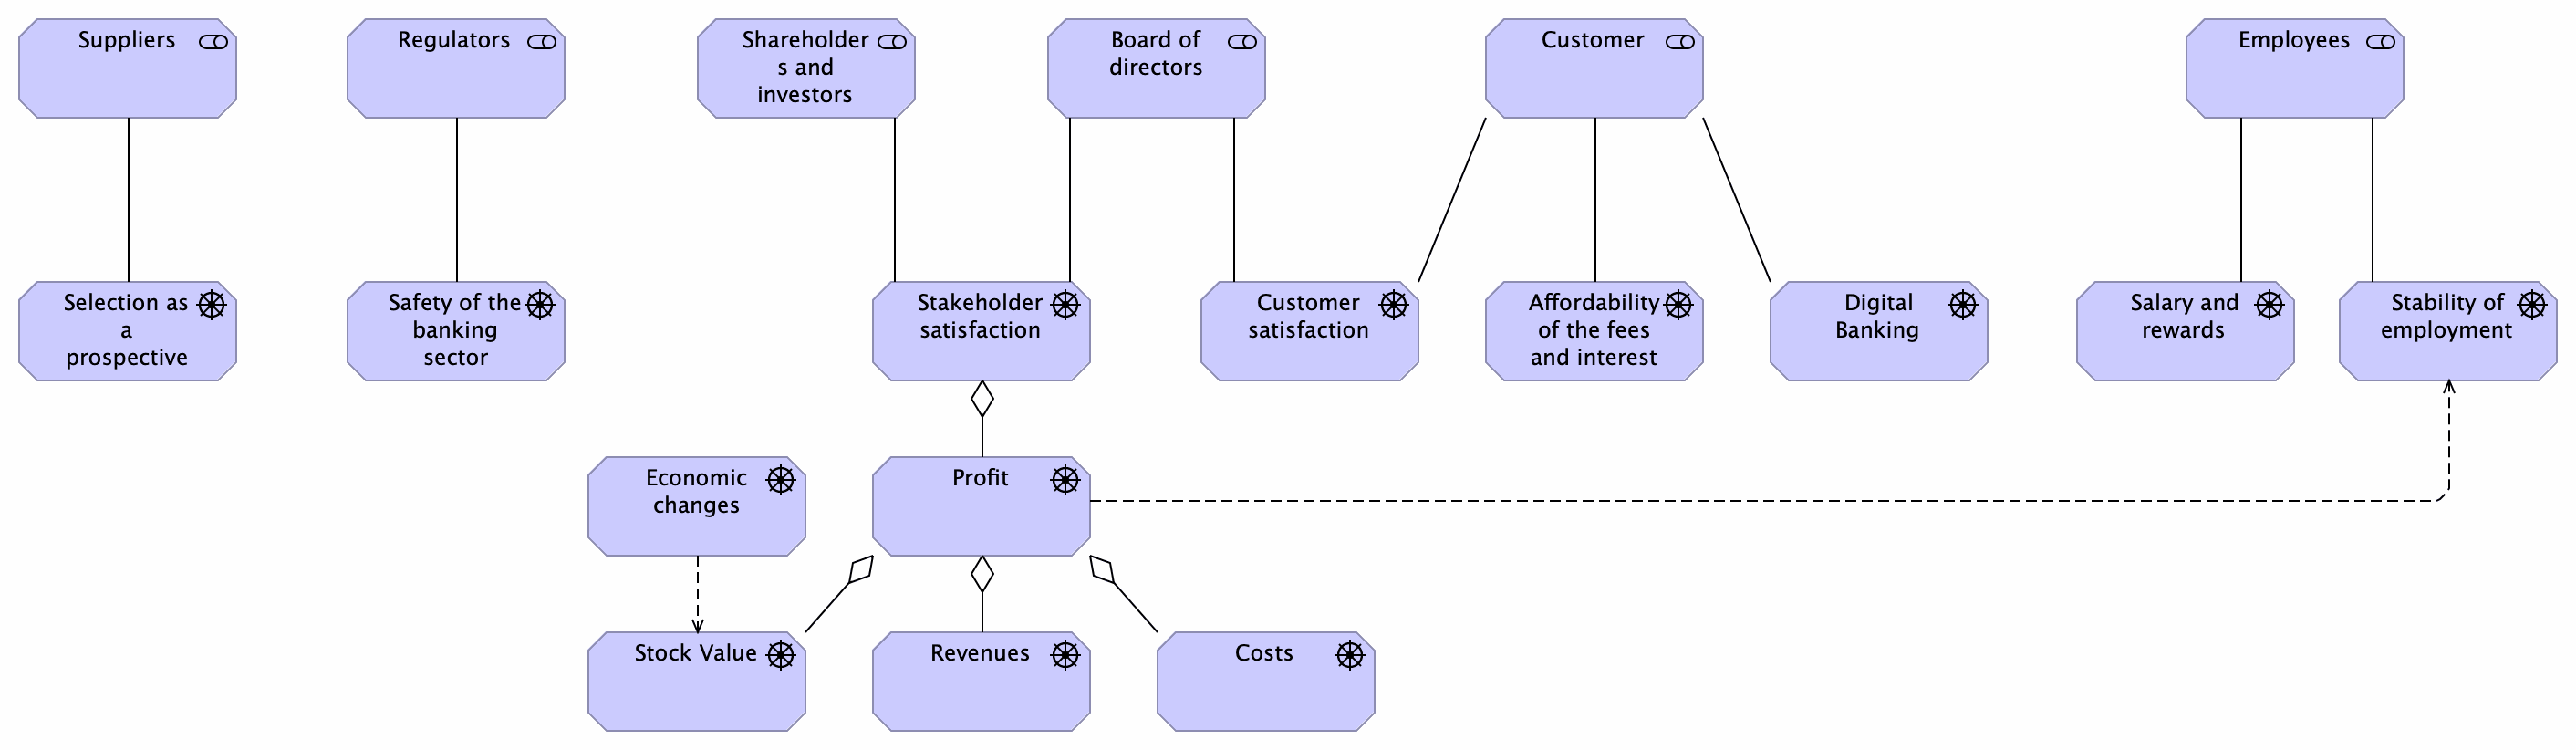 Suppliers
Regulators
Shareholder
s and
investors
Board of
directors
Customer
Employees
Selection as
a
prospective
Safety of the
banking
sector
Stakeholder
satisfaction
Customer
satisfaction
Affordability
of the fees
and interest
Digital
Banking
Salary and
rewards
Stability of
employment
Economic
changes
Profit
Stock Value
Revenues
Costs